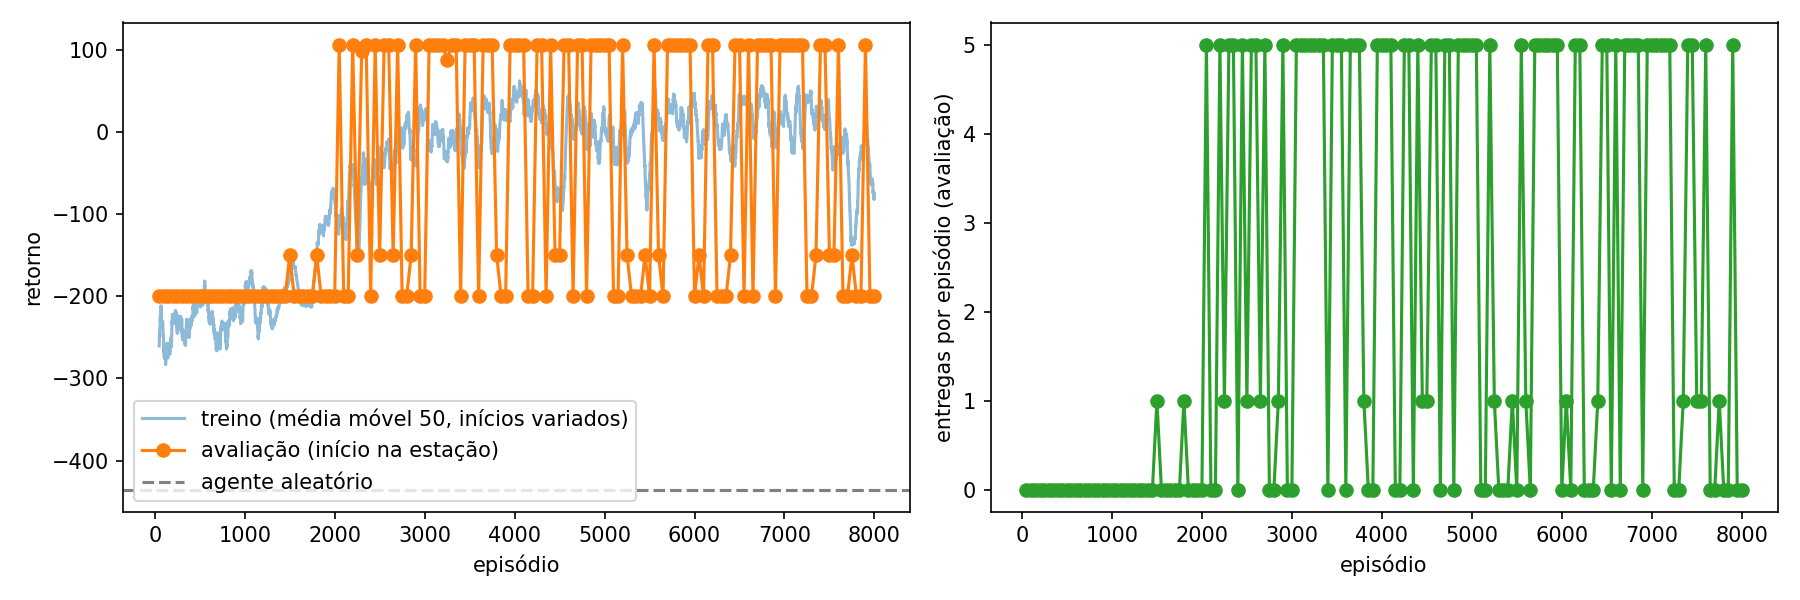 100
0
−100
−200
−300
−400
retorno
treino (média móvel 50, inícios variados)
avaliação (início na estação)
agente aleatório
0 1000 2000 3000 4000 5000 6000 7000 8000
episódio
5
4
3
2
1
0
entregas por episódio (avaliação)
0 1000 2000 3000 4000 5000 6000 7000 8000
episódio